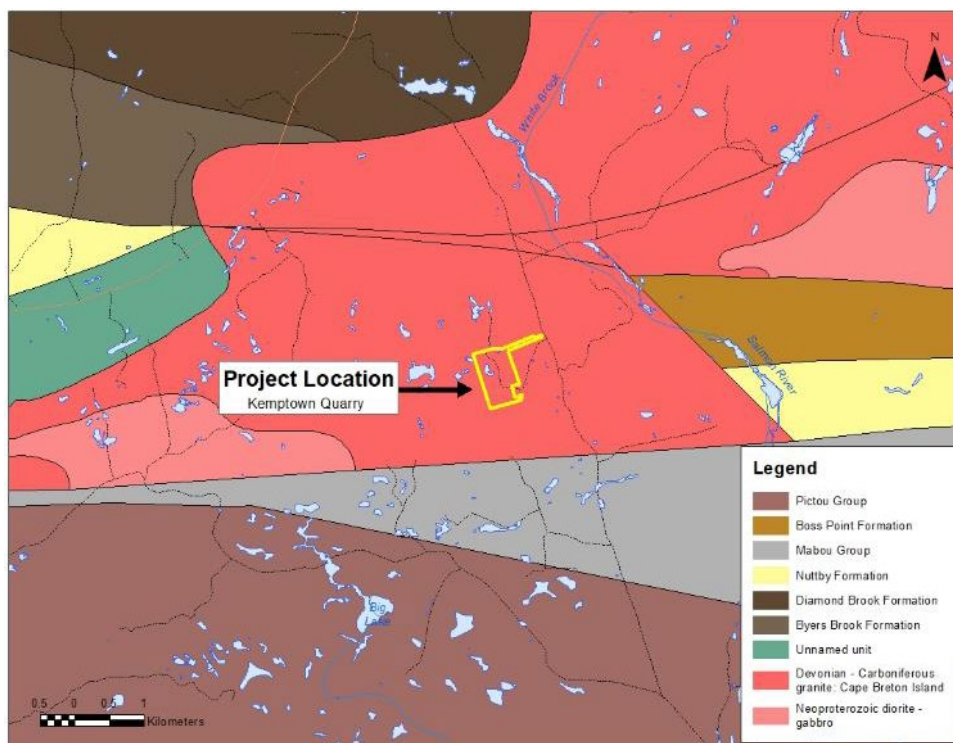 N
White Brook
Salmon River
Project Location
Kemptown Quarry
Big
Lake
Legend
Pictou Group
Boss Point Formation
Mabou Group
Nuttby Formation
Diamond Brook Formation
Byers Brook Formation
Unnamed unit
Devonian - Carboniferous
granite: Cape Breton Island
Neoproterozoic diorite -
gabbro
0.5 0 0.5 1
Kilometers